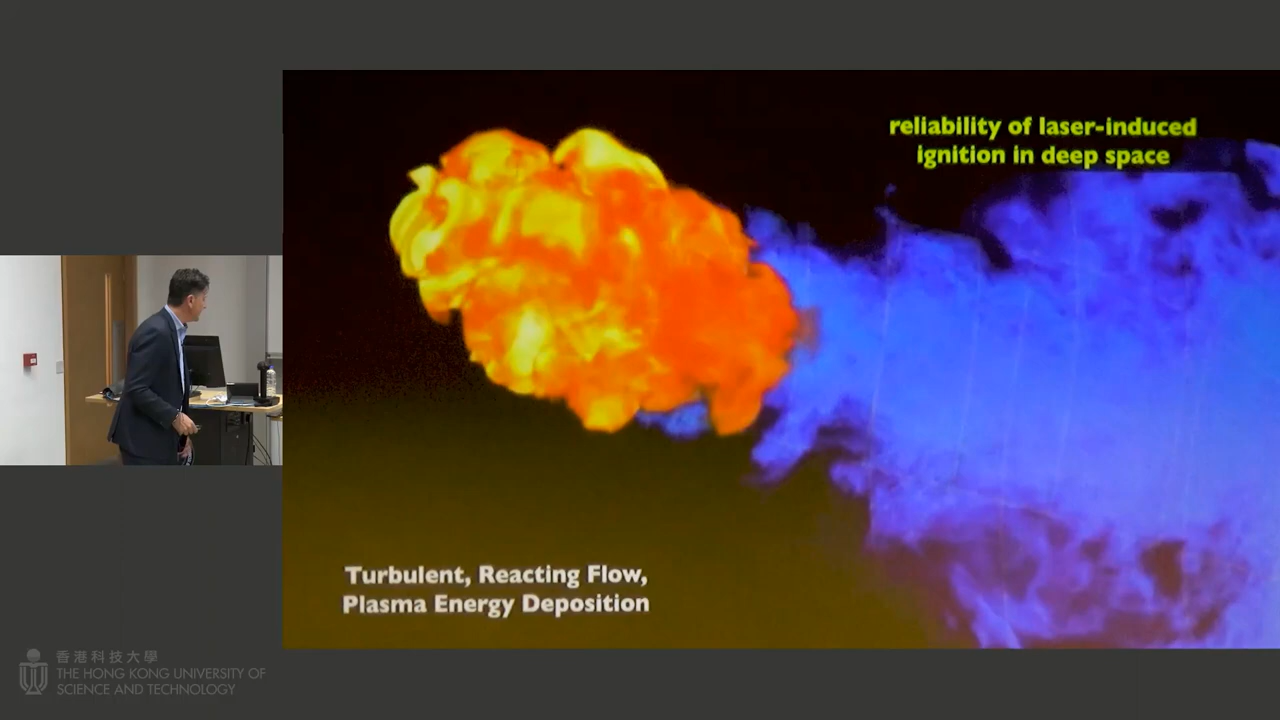 reliability of laser-induced
ignition in deep space
Turbulent, Reacting Flow,
Plasma Energy Deposition
香港科技大學
THE HONG KONG UNIVERSITY OF
SCIENCE AND TECHNOLOGY